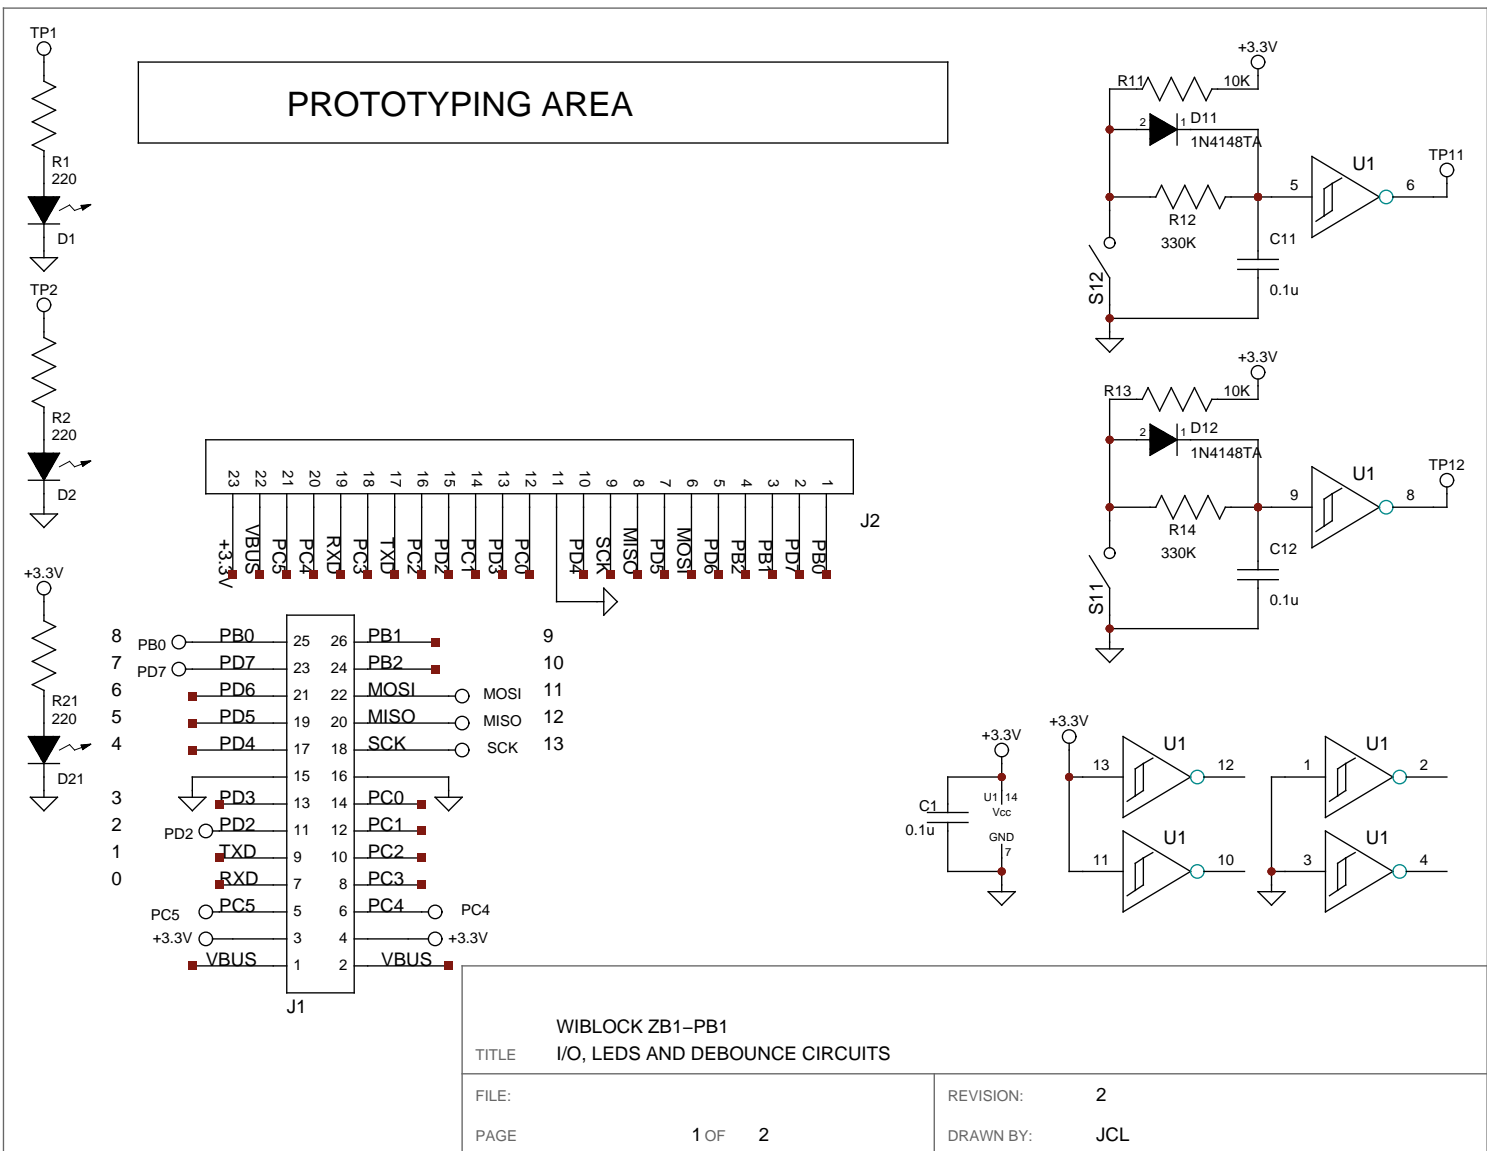 TP1
R1
220
D1
TP2
R2
220
D2
+3.3V
R21
220
D21
PROTOTYPING AREA
+3.3V
R11
10K
2
1
D11
1N4148TA
R12
330K
S12
C11
0.1u
5
U1
6
TP11
+3.3V
R13
10K
2
1
D12
1N4148TA
R14
330K
S11
C12
0.1u
9
U1
8
TP12
23 22 21 20 19 18 17 16 15 14 13 12 11 10 9 8 7 6 5 4 3 2 1
+3.3V VBUS PC5 PC4 RXD PC3 TXD PC2 PD2 PC1 PD3 PC0 PD4 SCK MISO PD5 MOSI PD6 PB2 PB1 PD7 PB0
J2
8 PB0 PB0 25 26 PB1 9
7 PD7 PD7 23 24 PB2 10
6 PD6 21 22 MOSI MOSI 11
5 PD5 19 20 MISO MISO 12
4 PD4 17 18 SCK SCK 13
15 16
3 PD3 13 14 PC0
2 PD2 PD2 11 12 PC1
1 TXD 9 10 PC2
0 RXD 7 8 PC3
PC5 PC5 5 6 PC4 PC4
+3.3V 3 4 +3.3V
VBUS 1 2 VBUS
J1
+3.3V
C1
0.1u
U1 14
Vcc
GND
7
+3.3V
13
U1
12
11
U1
10
1
U1
2
3
U1
4
WIBLOCK ZB1–PB1
TITLE I/O, LEDS AND DEBOUNCE CIRCUITS
FILE:
REVISION: 2
PAGE 1 OF 2
DRAWN BY: JCL